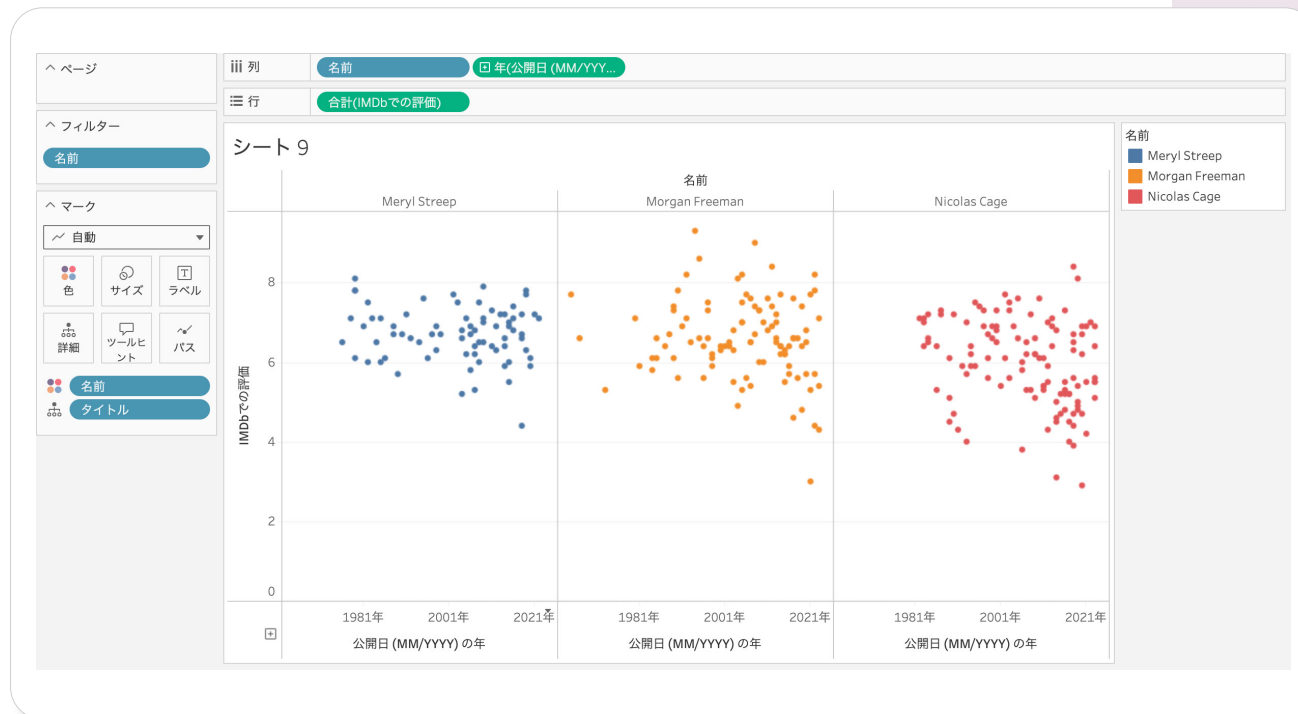 ページ
フィルター
名前
マーク
自動
色
サイズ
ラベル
詳細
ツールヒ
ント
パス
名前
タイトル
列
名前
年(公開日 (MM/YYY...
行
合計(IMDbでの評価)
シート 9
名前
Meryl Streep
Morgan Freeman
Nicolas Cage
IMDbでの評価
8
6
4
2
0
1981年
2001年
2021年
1981年
2001年
2021年
1981年
2001年
2021年
公開日 (MM/YYYY) の年
公開日 (MM/YYYY) の年
公開日 (MM/YYYY) の年
名前
Meryl Streep
Morgan Freeman
Nicolas Cage